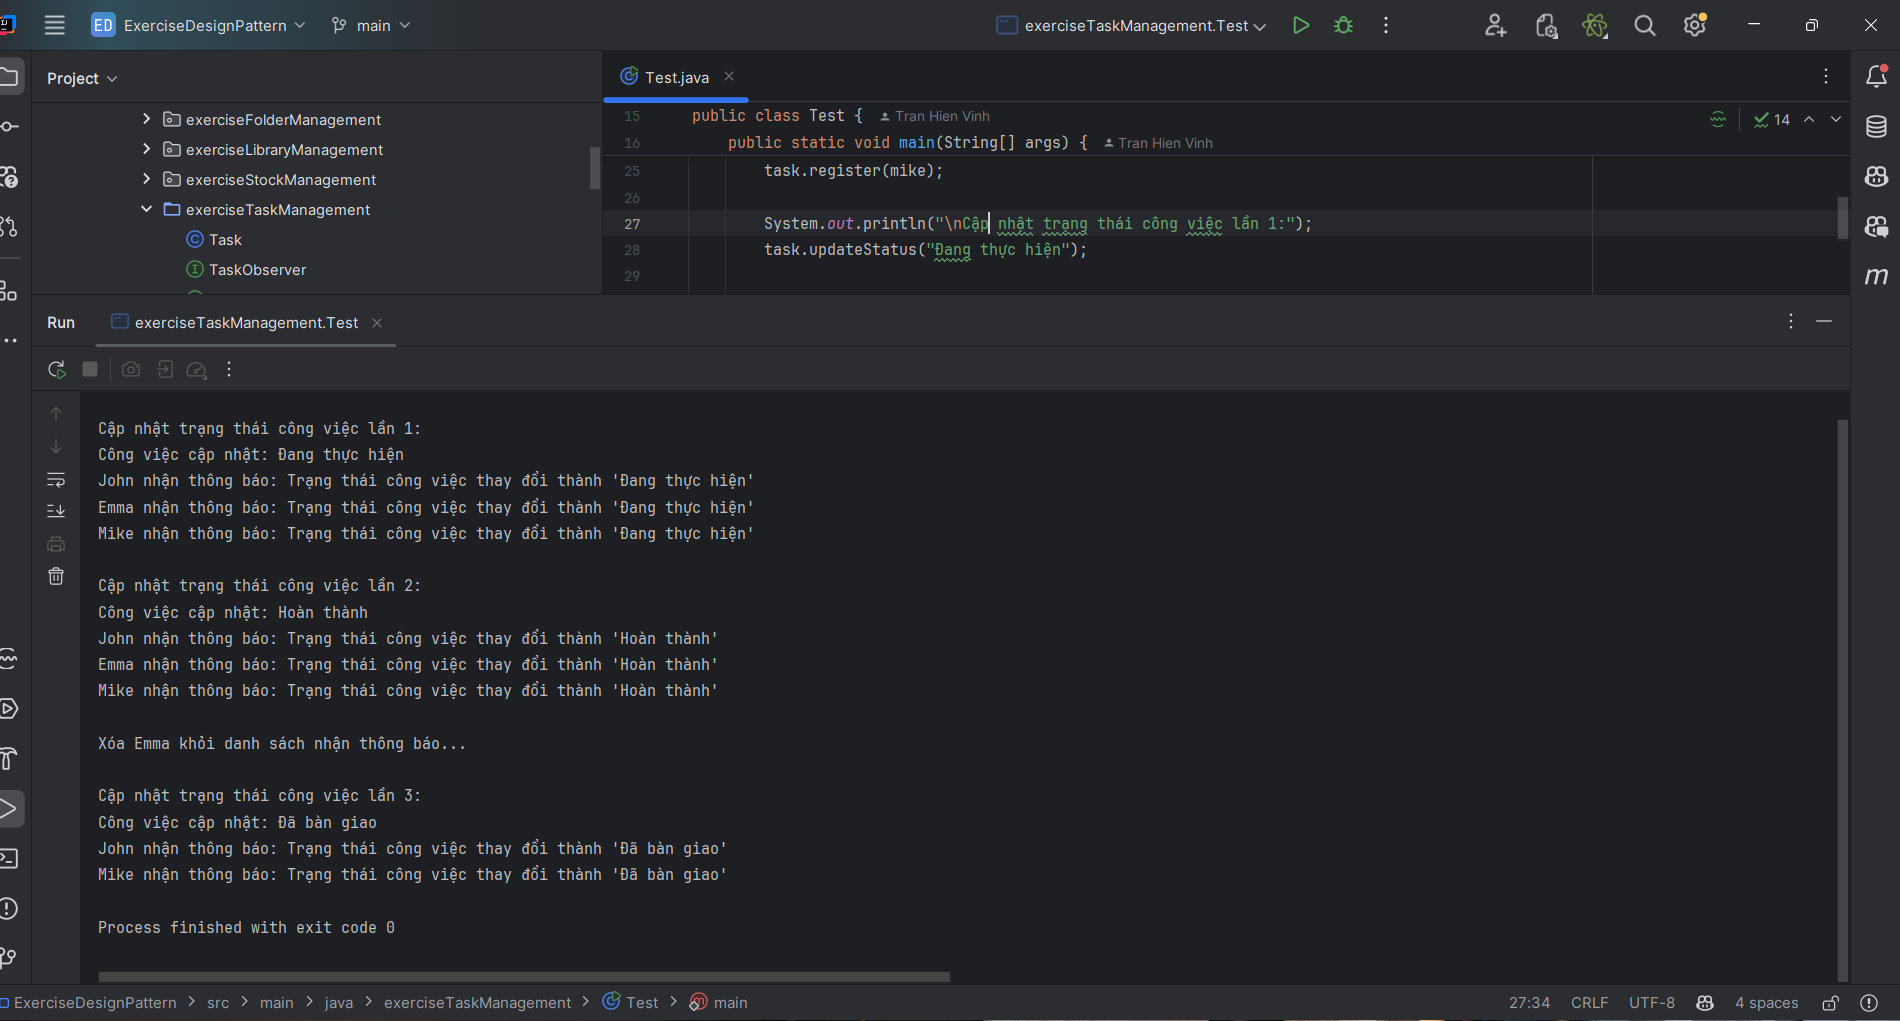 ED ExerciseDesignPattern main exerciseTaskManagement.Test
Project
exerciseFolderManagement
exerciseLibraryManagement
exerciseStockManagement
exerciseTaskManagement
Task
TaskObserver
Test.java
15 public class Test { Tran Hien Vinh
16 public static void main(String[] args) { Tran Hien Vinh
14
25 task.register(mike);
26
27 System.out.println("\nCập nhật trạng thái công việc lần 1:");
28 task.updateStatus("Đang thực hiện");
29
m
Run exerciseTaskManagement.Test
Cập nhật trạng thái công việc lần 1:
Công việc cập nhật: Đang thực hiện
John nhận thông báo: Trạng thái công việc thay đổi thành 'Đang thực hiện'
Emma nhận thông báo: Trạng thái công việc thay đổi thành 'Đang thực hiện'
Mike nhận thông báo: Trạng thái công việc thay đổi thành 'Đang thực hiện'
Cập nhật trạng thái công việc lần 2:
Công việc cập nhật: Hoàn thành
John nhận thông báo: Trạng thái công việc thay đổi thành 'Hoàn thành'
Emma nhận thông báo: Trạng thái công việc thay đổi thành 'Hoàn thành'
Mike nhận thông báo: Trạng thái công việc thay đổi thành 'Hoàn thành'
Xóa Emma khỏi danh sách nhận thông báo...
Cập nhật trạng thái công việc lần 3:
Công việc cập nhật: Đã bàn giao
John nhận thông báo: Trạng thái công việc thay đổi thành 'Đã bàn giao'
Mike nhận thông báo: Trạng thái công việc thay đổi thành 'Đã bàn giao'
Process finished with exit code 0
ExerciseDesignPattern > src > main > java > exerciseTaskManagement > Test > main
27:34 CRLF UTF-8 4 spaces